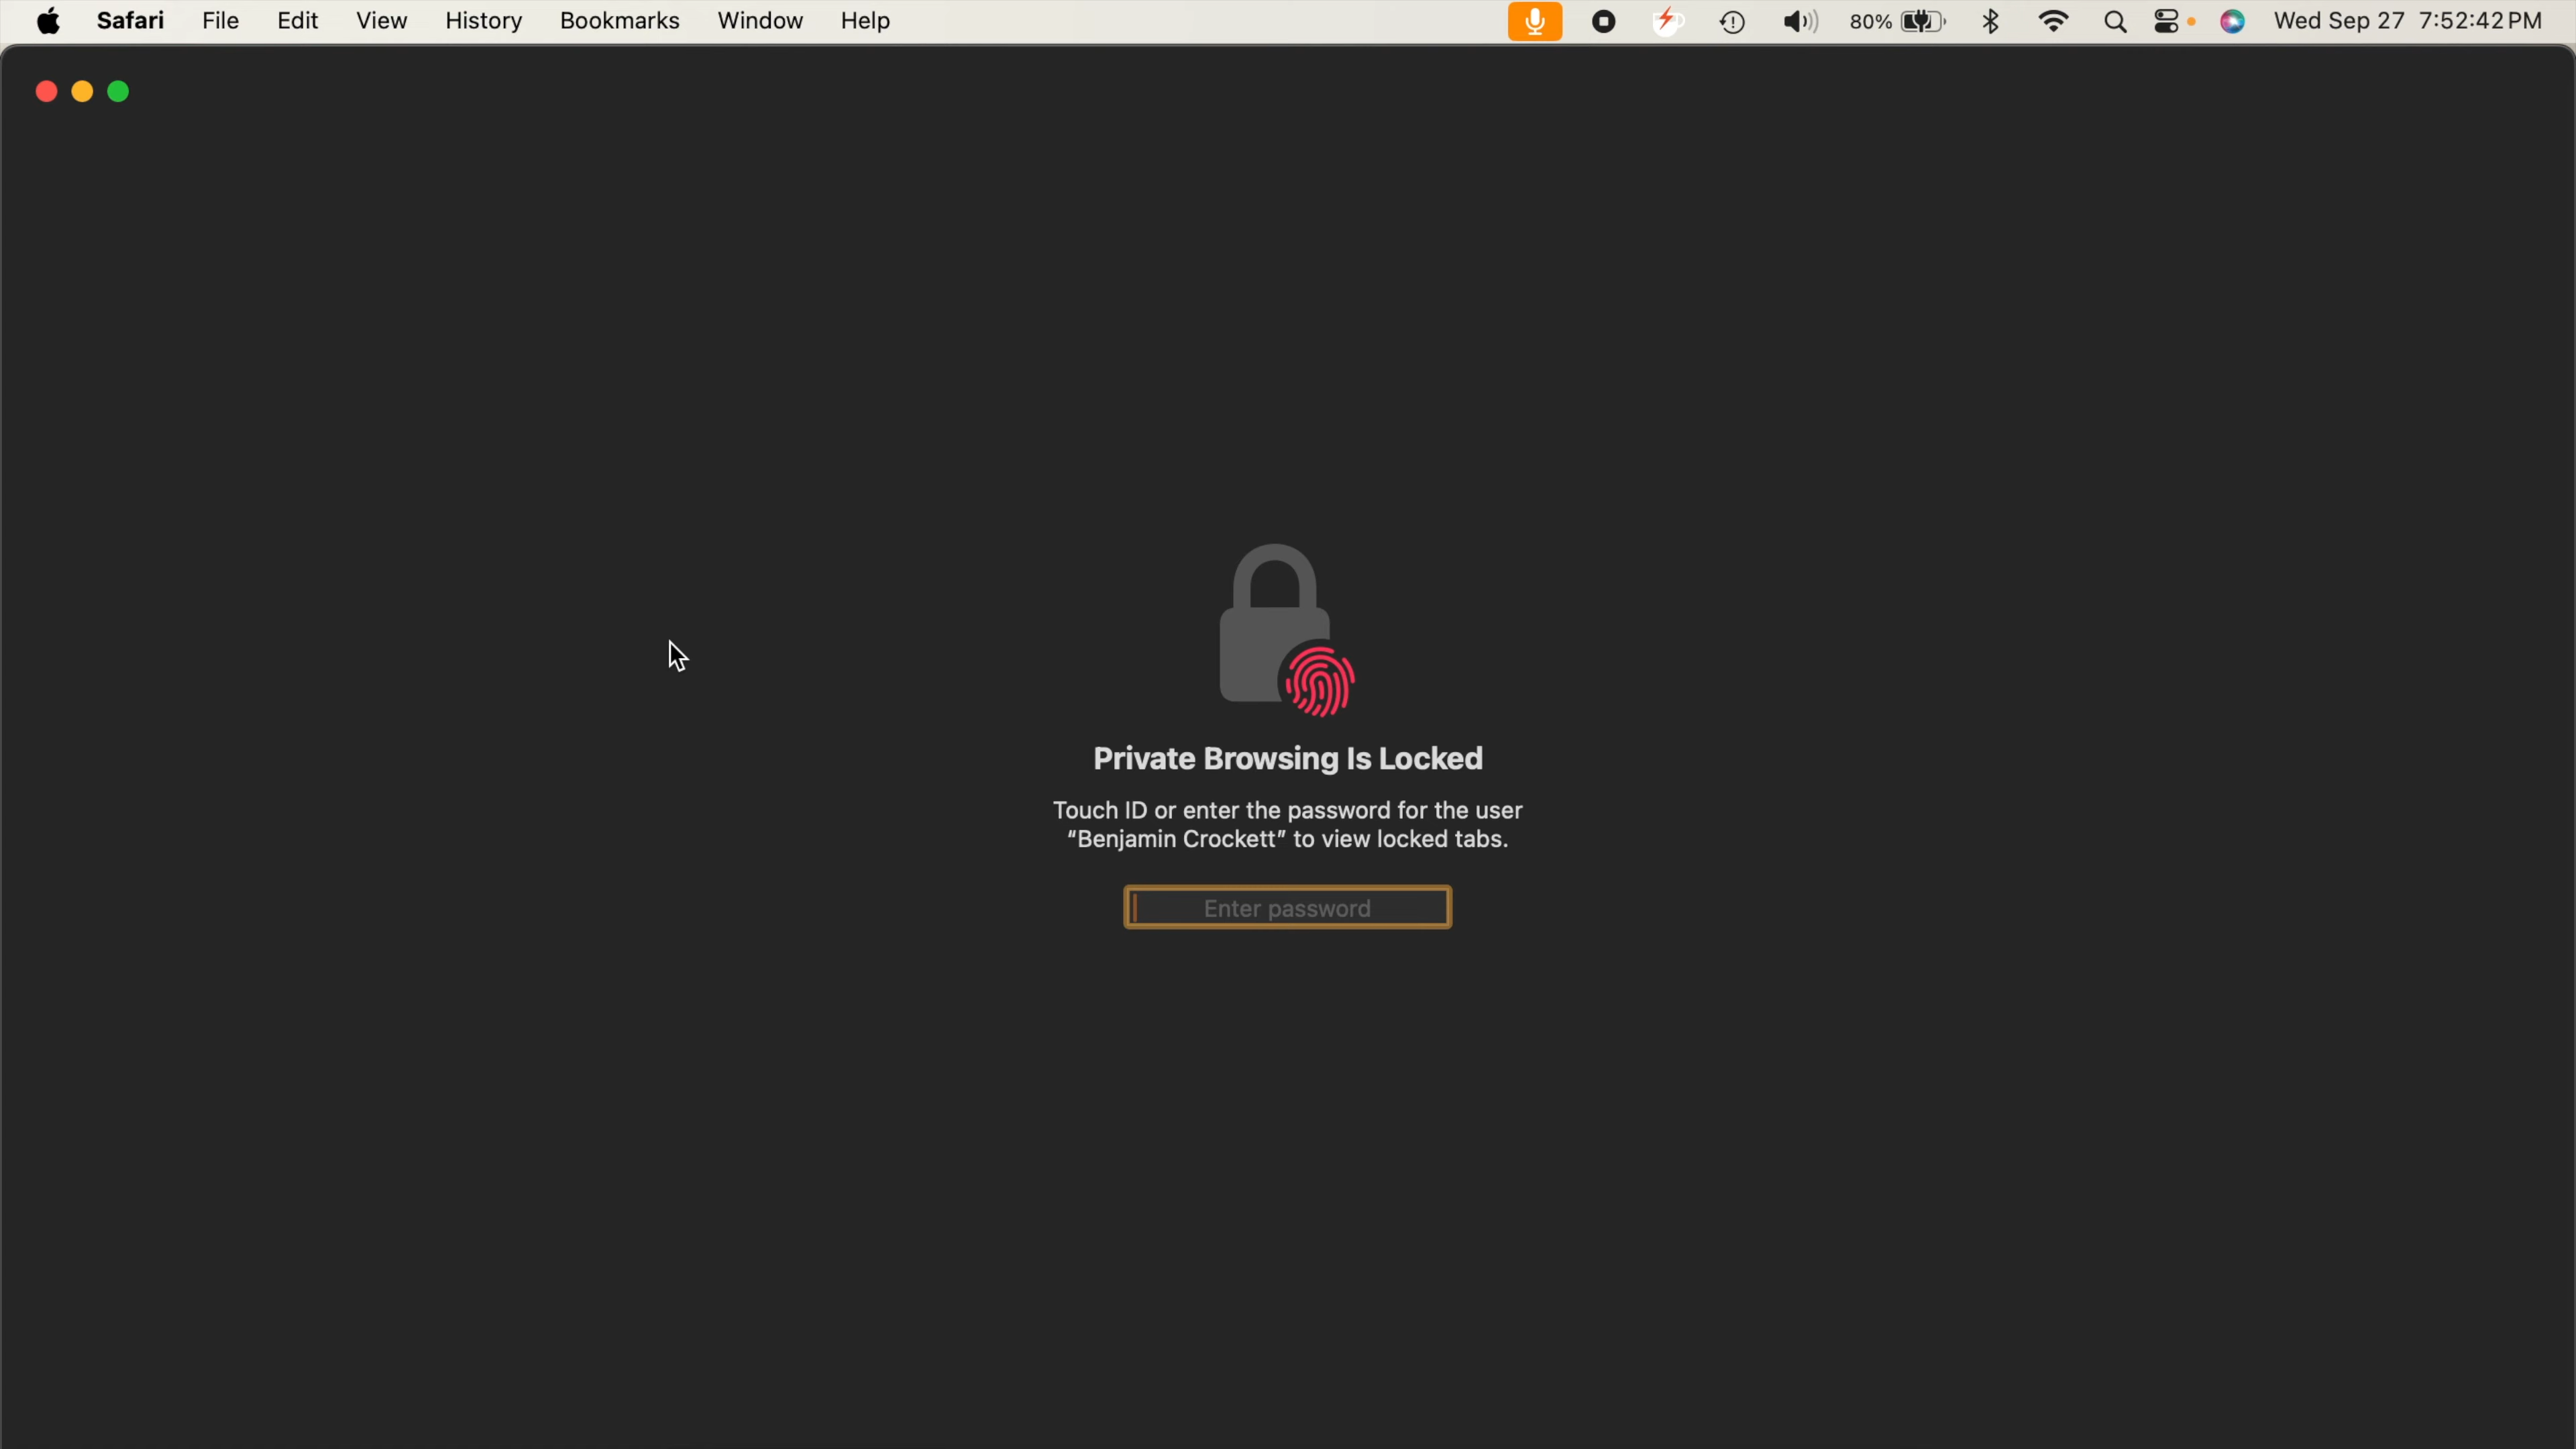 Safari File Edit View History Bookmarks Window Help 80% Wed Sep 27 7:52:42 PM
Private Browsing Is Locked
Touch ID or enter the password for the user
“Benjamin Crockett” to view locked tabs.
Enter password